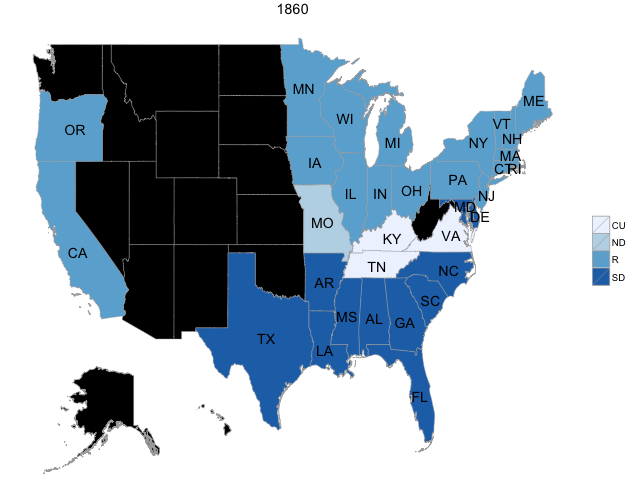 1860
MN
ME
OR
WI
VT
NH
MI
NY
MA
IA
CT
RI
PA
IL
IN
OH
NJ
MD
DE
MO
KY
VA
CU
CA
TN
NC
ND
R
AR
SD
SC
MS
AL
GA
TX
LA
FL